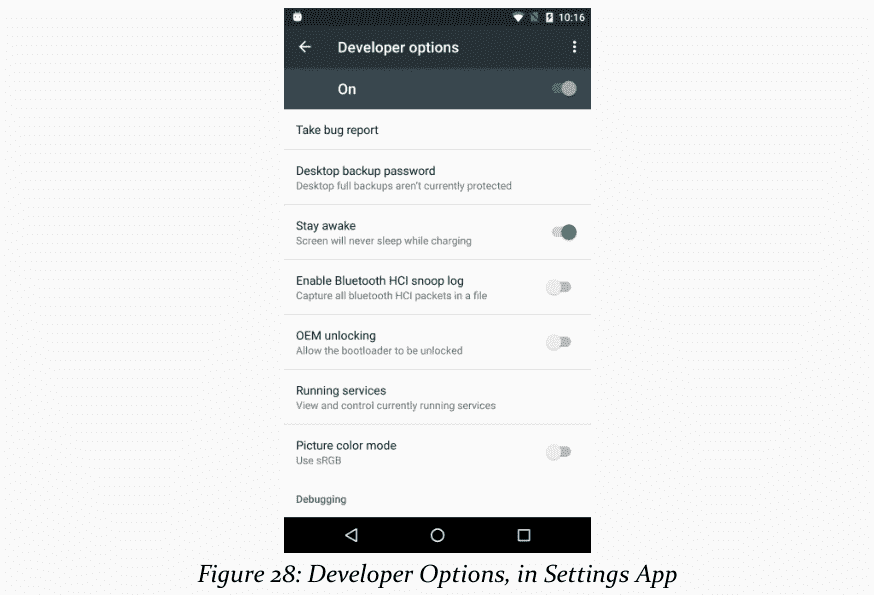 10:16
Developer options
On
Take bug report
Desktop backup password
Desktop full backups aren't currently protected
Stay awake
Screen will never sleep while charging
Enable Bluetooth HCI snoop log
Capture all bluetooth HCI packets in a file
OEM unlocking
Allow the bootloader to be unlocked
Running services
View and control currently running services
Picture color mode
Use sRGB
Debugging
Figure 28: Developer Options, in Settings App